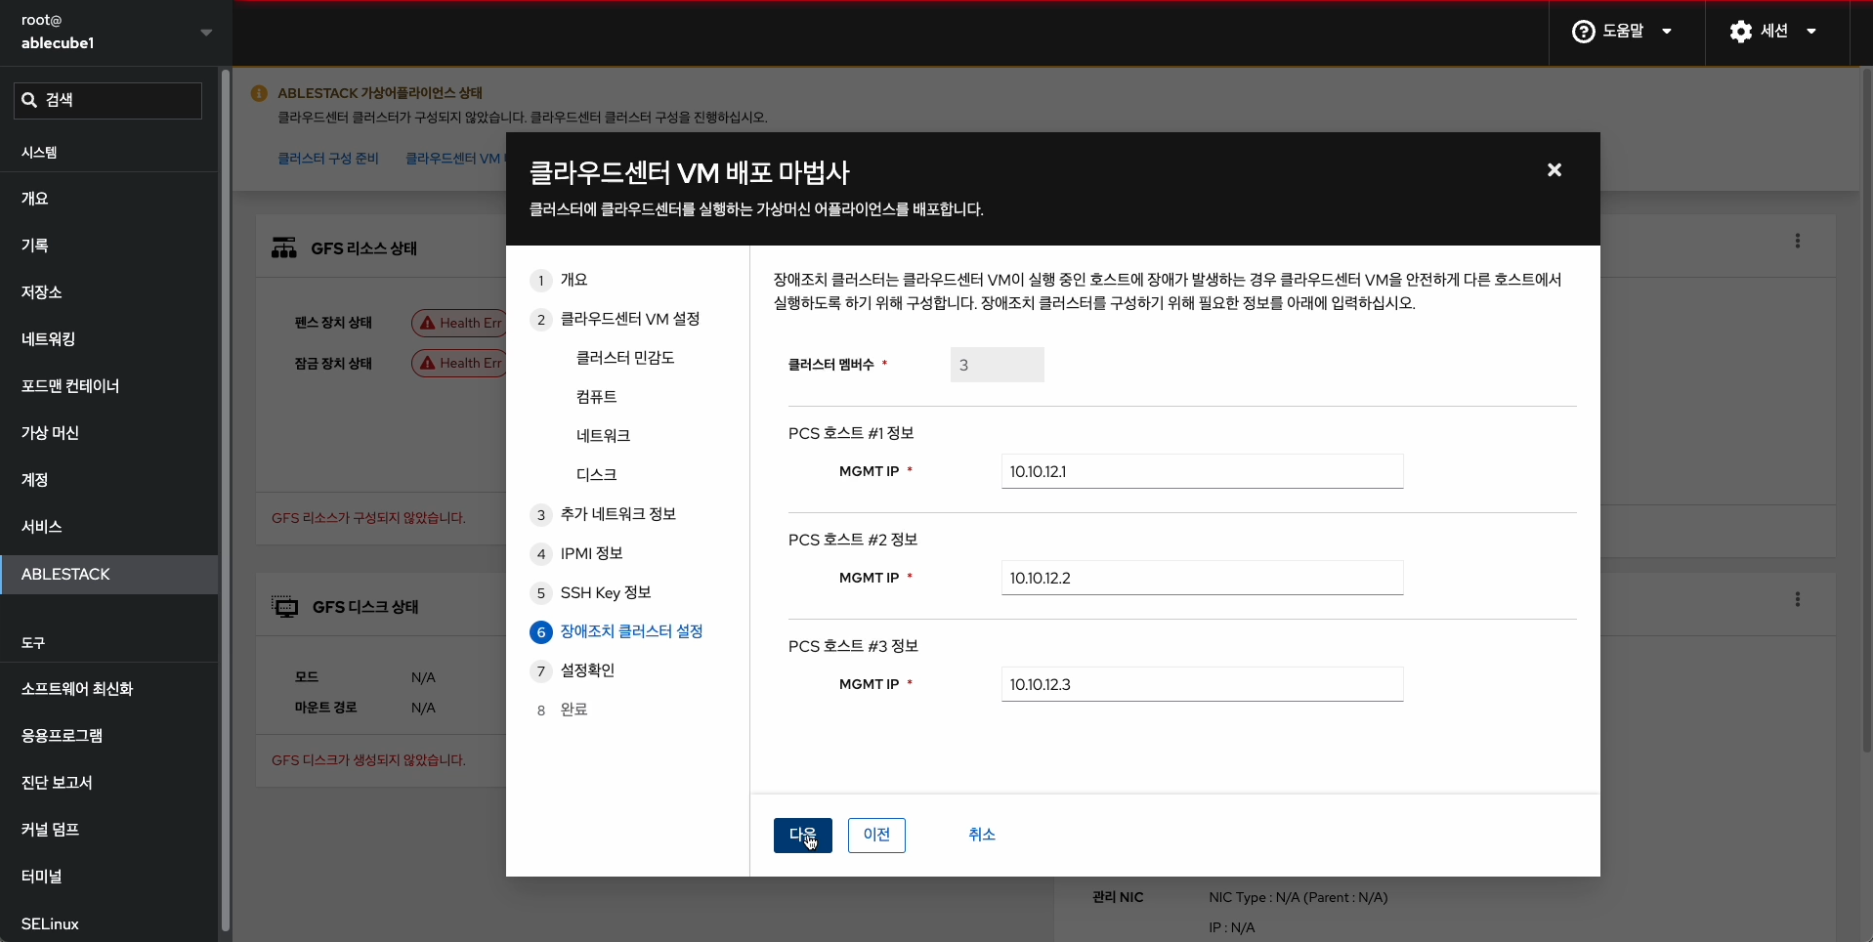 root@
ablecube1
도움말
세션
검색
시스템
개요
기록
저장소
네트워킹
포드맨 컨테이너
가상 머신
계정
서비스
ABLESTACK
도구
소프트웨어 최신화
응용프로그램
진단 보고서
커널 덤프
터미널
SELinux
ABLESTACK 가상어플라이언스 상태
클라우드센터 클러스터가 구성되지 않았습니다. 클라우드센터 클러스터 구성을 진행하십시오.
클러스터 구성 준비
클라우드센터 VM
GFS 리소스 상태
펜스 장치 상태
Health Err
잠금 장치 상태
Health Err
GFS 리소스가 구성되지 않았습니다.
GFS 디스크 상태
모드
N/A
마운트 경로
N/A
GFS 디스크가 생성되지 않았습니다.
클라우드센터 VM 배포 마법사
클러스터에 클라우드센터를 실행하는 가상머신 어플라이언스를 배포합니다.
1 개요
2 클라우드센터 VM 설정
클러스터 민감도
컴퓨트
네트워크
디스크
3 추가 네트워크 정보
4 IPMI 정보
5 SSH Key 정보
6 장애조치 클러스터 설정
7 설정확인
8 완료
장애조치 클러스터는 클라우드센터 VM이 실행 중인 호스트에 장애가 발생하는 경우 클라우드센터 VM을 안전하게 다른 호스트에서
실행하도록 하기 위해 구성합니다. 장애조치 클러스터를 구성하기 위해 필요한 정보를 아래에 입력하십시오.
클러스터 멤버수 * 3
PCS 호스트 #1 정보
MGMT IP * 10.10.12.1
PCS 호스트 #2 정보
MGMT IP * 10.10.12.2
PCS 호스트 #3 정보
MGMT IP * 10.10.12.3
다음
이전
취소
관리 NIC
NIC Type : N/A (Parent : N/A)
IP : N/A